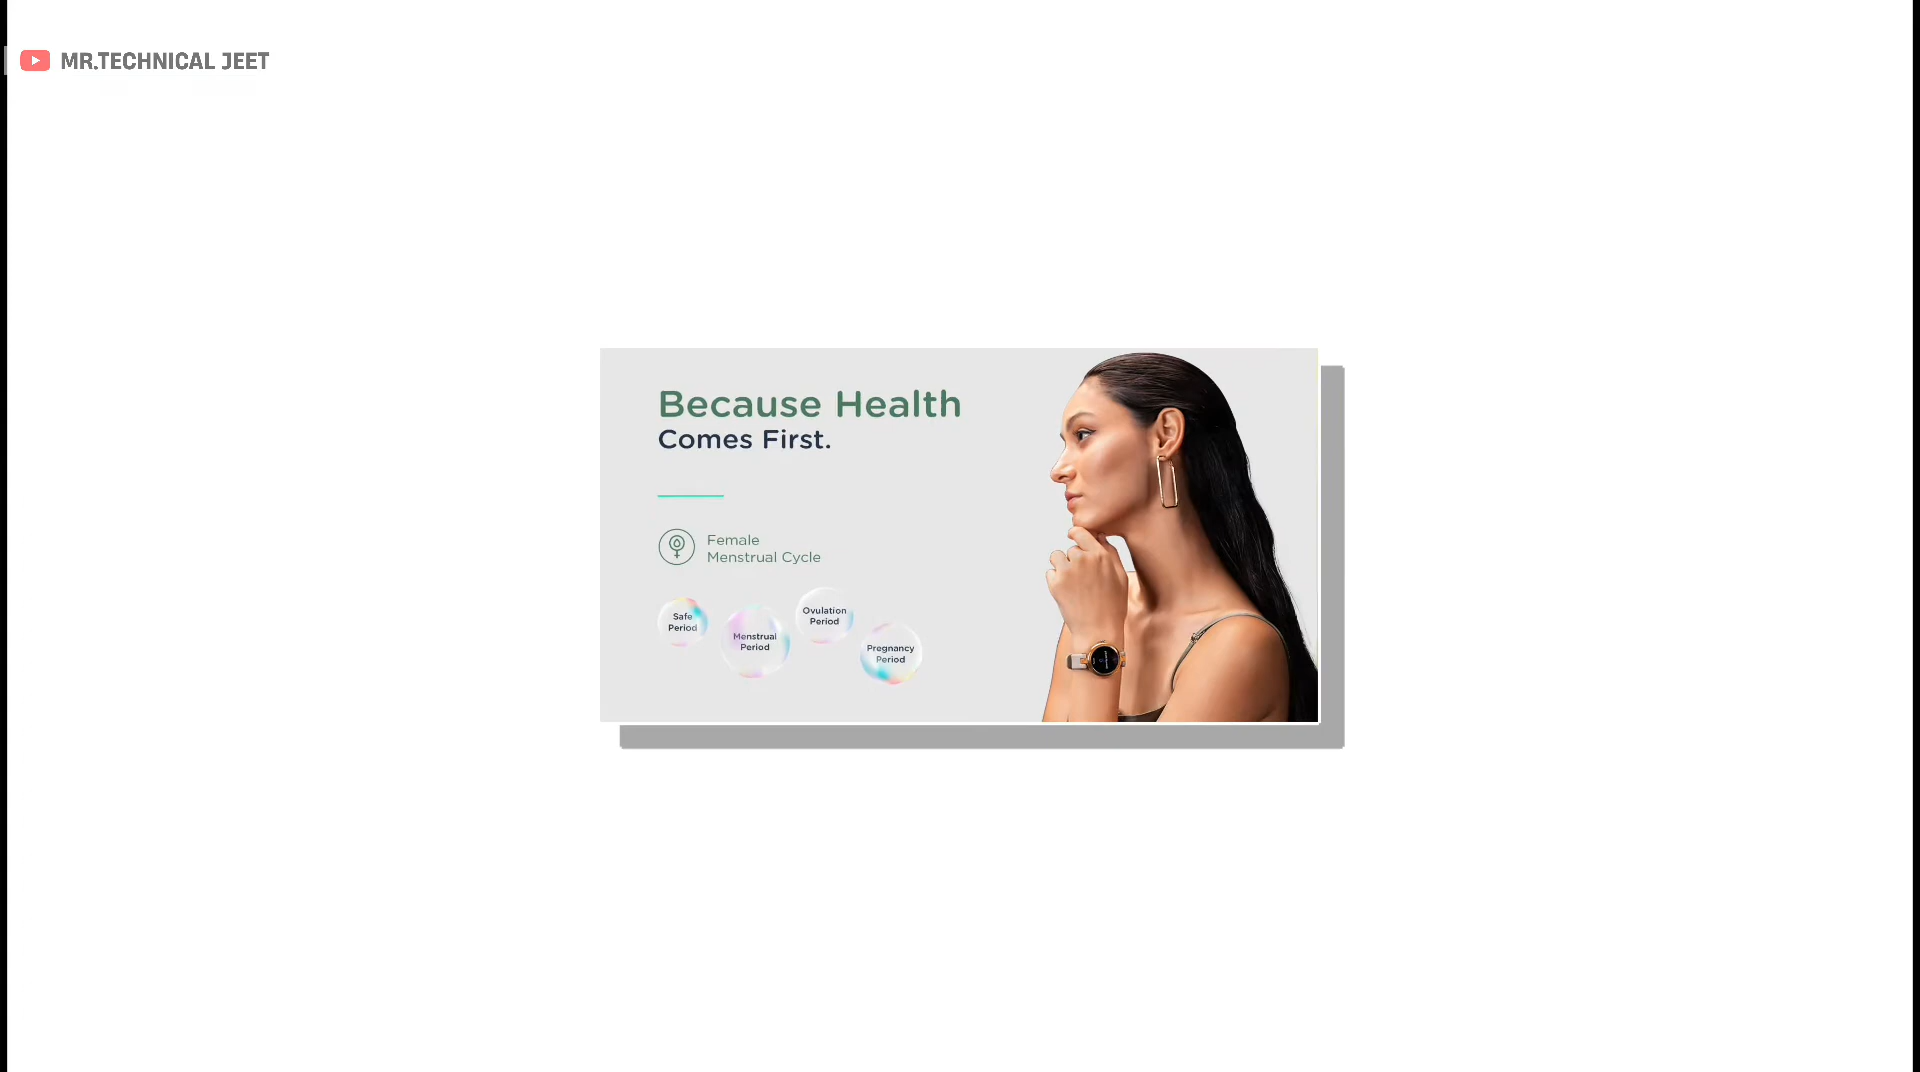 MR.TECHNICAL JEET
Because Health
Comes First.
Female
Menstrual Cycle
Safe
Period
Menstrual
Period
Ovulation
Period
Pregnancy
Period